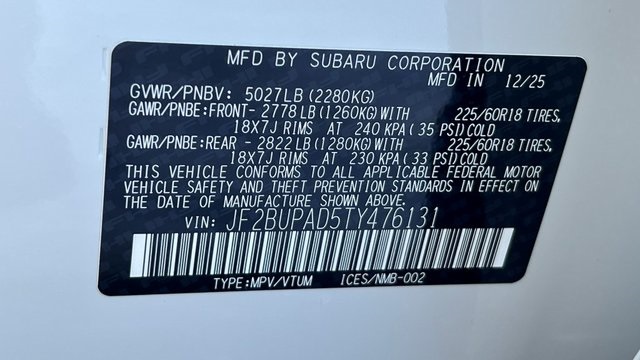 MFD BY SUBARU CORPORATION
MFD IN 12/25
GVWR/PNBV: 5027LB (2280KG)
GAWR/PNBE:FRONT- 2778 LB (1260KG) WITH 225/60R18 TIRES,
18X7J RIMS AT 240 KPA ( 35 PSI) COLD
GAWR/PNBE:REAR - 2822 LB (1280KG) WITH 225/60R18 TIRES,
18X7J RIMS AT 230 KPA ( 33 PSI) COLD
THIS VEHICLE CONFORMS TO ALL APPLICABLE FEDERAL MOTOR
VEHICLE SAFETY AND THEFT PREVENTION STANDARDS IN EFFECT ON
THE DATE OF MANUFACTURE SHOWN ABOVE.
VIN: JF2BUPAD5TY476131
TYPE:MPV/VTUM ICES/NMB-002